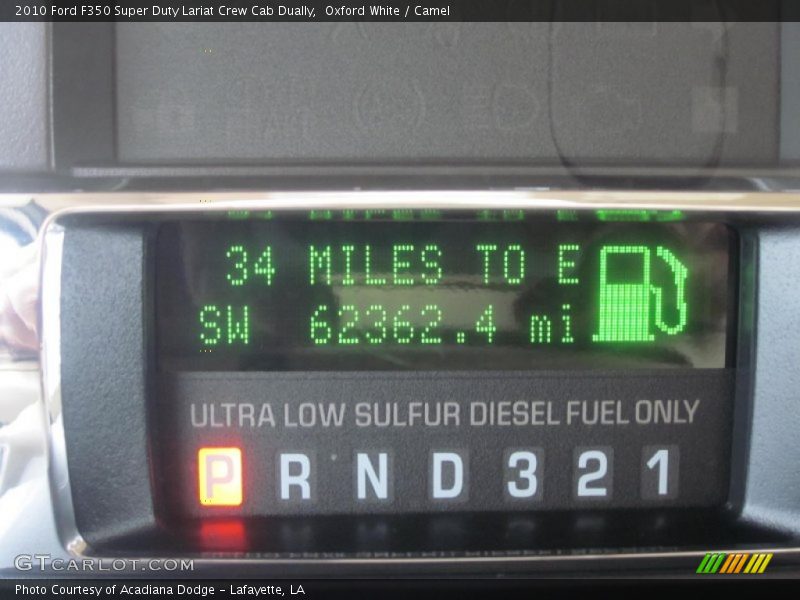 2010 Ford F350 Super Duty Lariat Crew Cab Dually,  Oxford White / Camel
34 MILES TO E
SW 62362.4 mi
ULTRA LOW SULFUR DIESEL FUEL ONLY
P R N D 3 2 1
GTCARLOT.COM
Photo Courtesy of Acadiana Dodge - Lafayette, LA